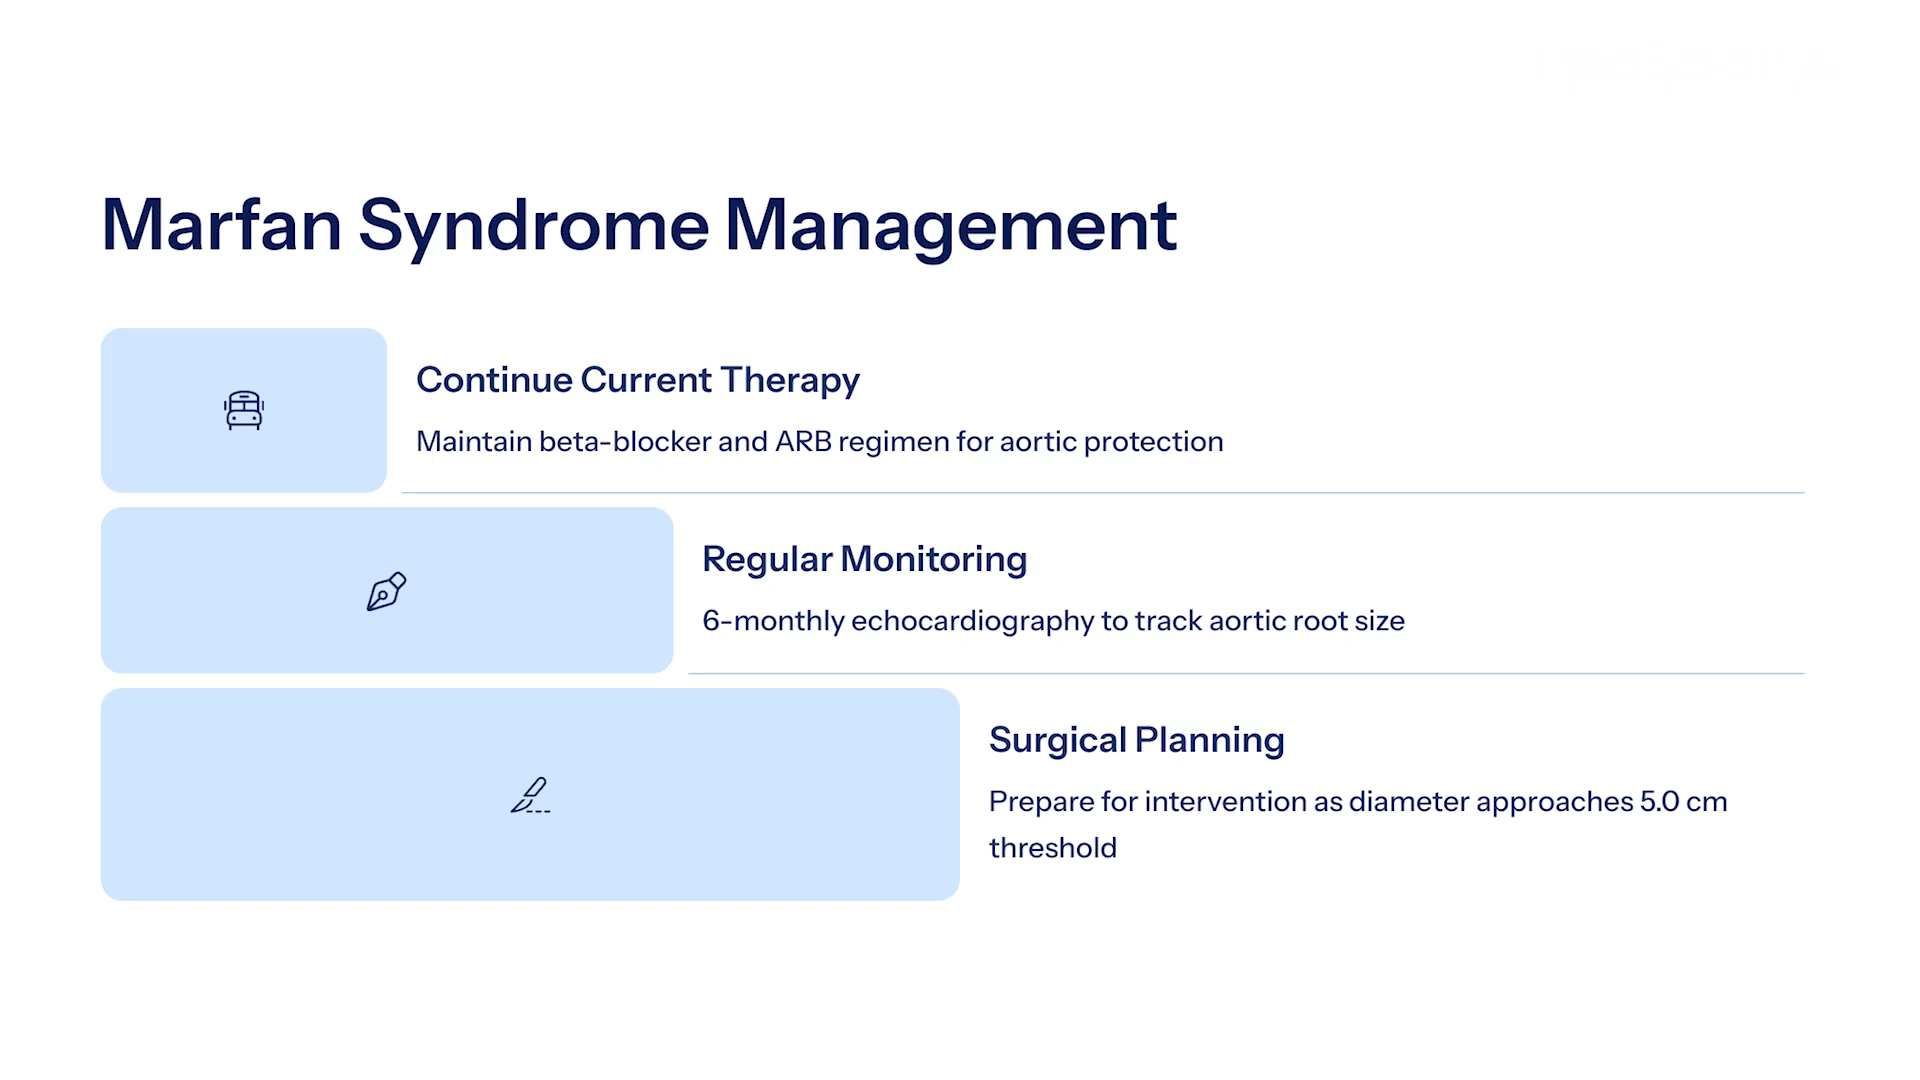 Marfan Syndrome Management
Continue Current Therapy
Maintain beta-blocker and ARB regimen for aortic protection
Regular Monitoring
6-monthly echocardiography to track aortic root size
Surgical Planning
Prepare for intervention as diameter approaches 5.0 cm
threshold